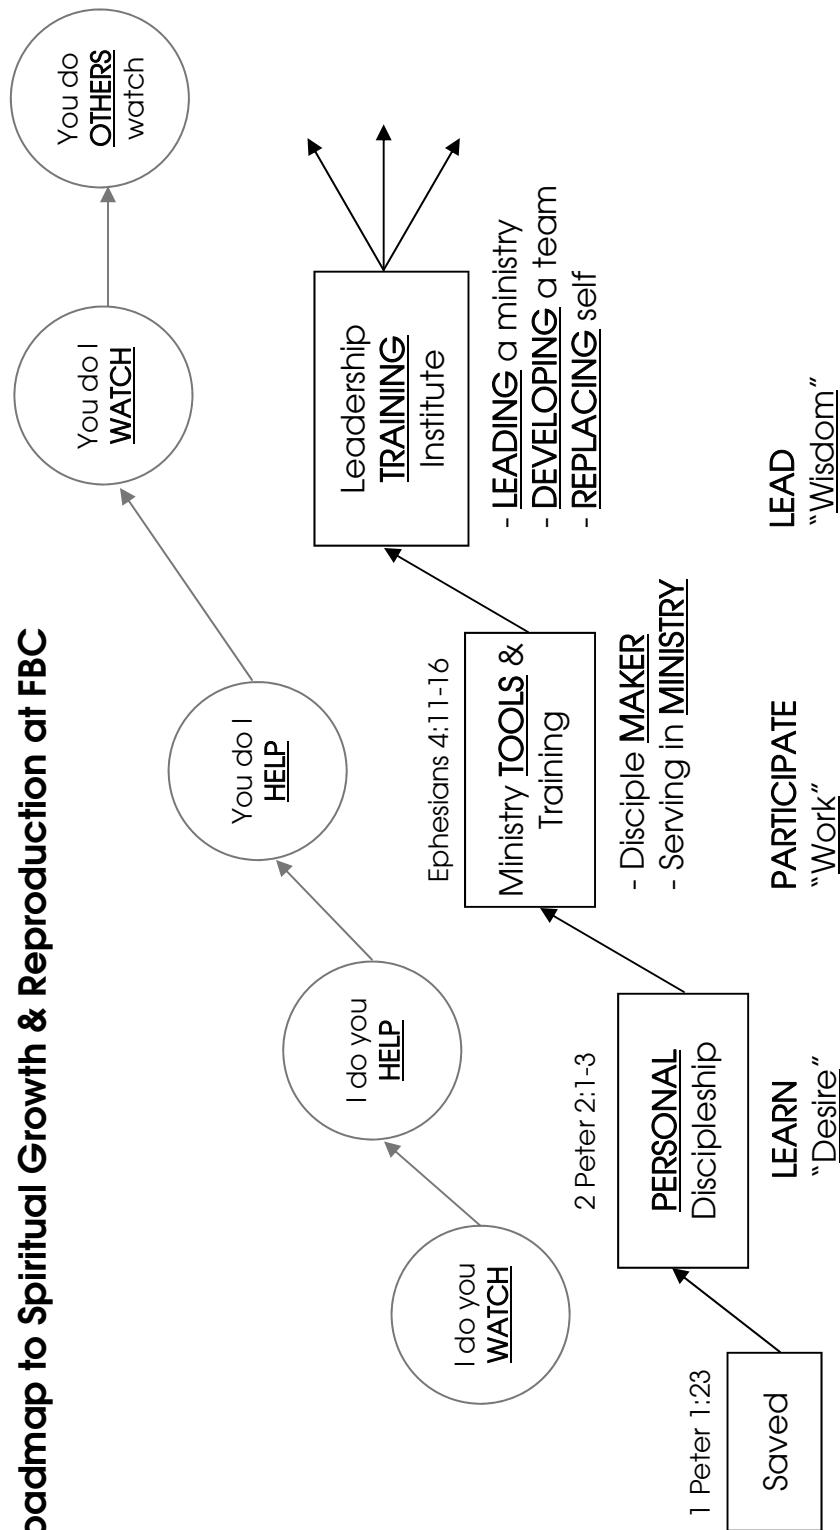 oadmap to Spiritual Growth & Reproduction at FBC
I do you
WATCH
I do you
HELP
You do I
HELP
You do I
WATCH
You do
OTHERS
watch
1 Peter 1:23
Saved
2 Peter 2:1-3
PERSONAL
Discipleship
Ephesians 4:11-16
Ministry TOOLS &
Training
- Disciple MAKER
- Serving in MINISTRY
Leadership
TRAINING
Institute
- LEADING a ministry
- DEVELOPING a team
- REPLACING self
LEARN
“Desire”
PARTICIPATE
“Work”
LEAD
“Wisdom”